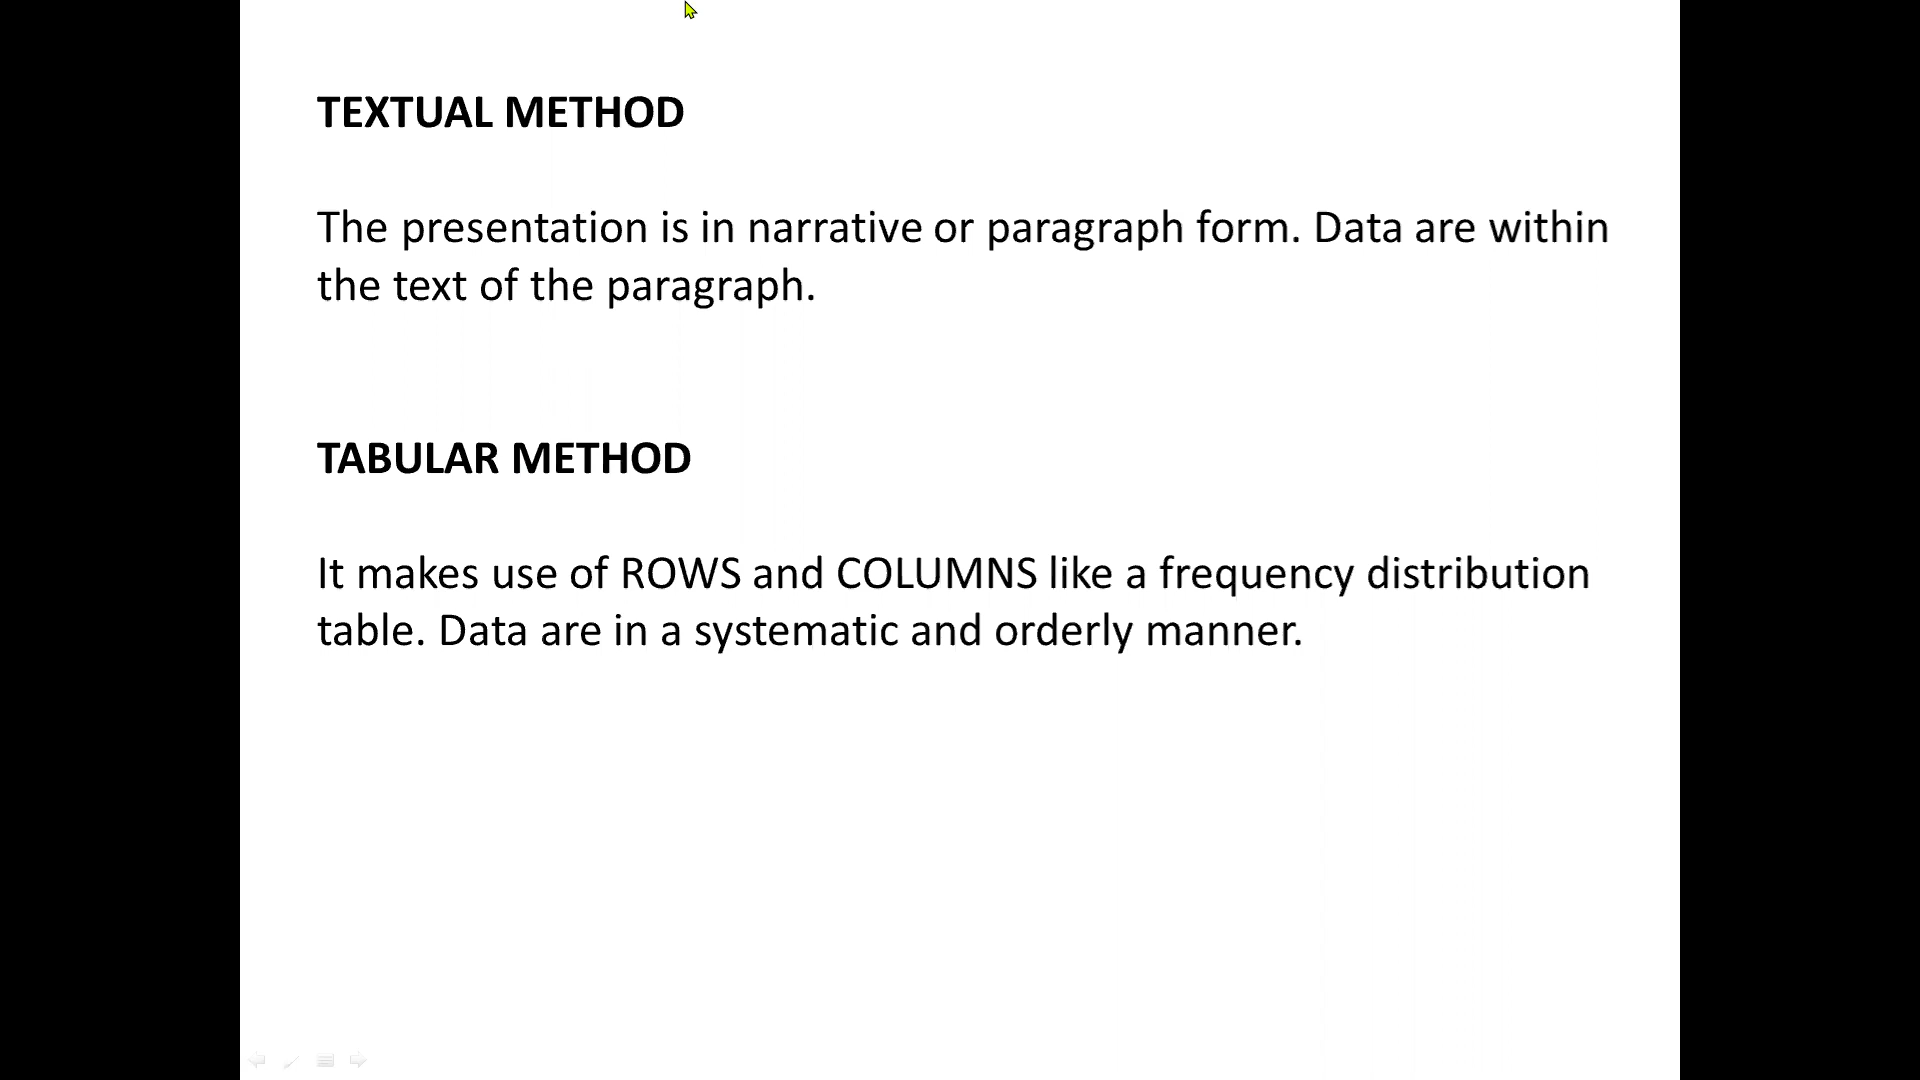 TEXTUAL METHOD
The presentation is in narrative or paragraph form. Data are within
the text of the paragraph.
TABULAR METHOD
It makes use of ROWS and COLUMNS like a frequency distribution
table. Data are in a systematic and orderly manner.